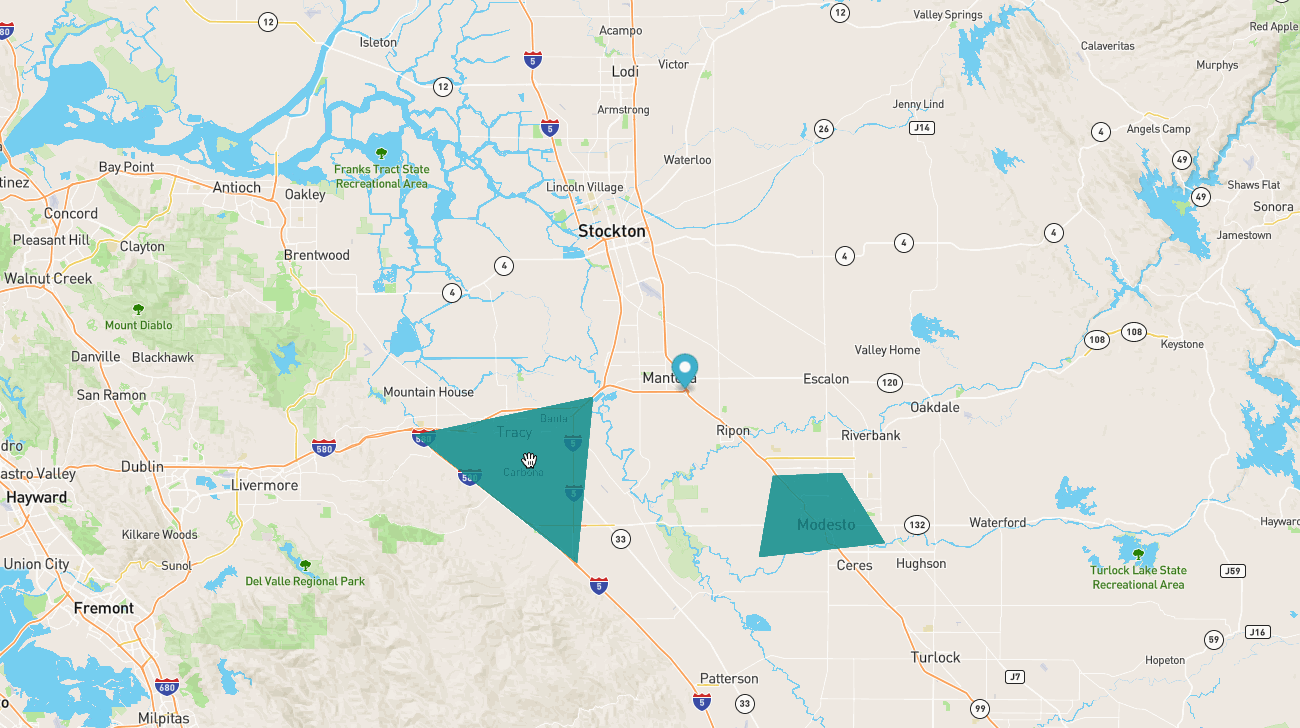 12
12
Valley Springs
80
Red Apple
Acampo
Isleton
Calaveritas
5
Lodi
Victor
Murphys
12
Jenny Lind
Armstrong
5
26
J14
4
Angels Camp
Waterloo
49
Bay Point
Franks Tract State
Recreational Area
tinez
Antioch
Oakley
Lincoln Village
Shaws Flat
49
Concord
Sonora
Stockton
4
Jamestown
Pleasant Hill
Clayton
4
4
Brentwood
4
Walnut Creek
4
Mount Diablo
108
108
Keystone
Valley Home
Danville
Blackhawk
Manteca
Escalon
120
San Ramon
Mountain House
Oakdale
Banta
Tracy
Ripon
Riverbank
580
5
dro
580
Carbona
astro Valley
Dublin
580
Livermore
5
Hayward
Modesto
132
Waterford
Hayward
Kilkare Woods
33
Union City
Sunol
Ceres
Hughson
Turlock Lake State
Recreational Area
J59
Del Valle Regional Park
5
Fremont
J16
59
Turlock
Hopeton
680
Patterson
J7
5
33
99
Milpitas
o